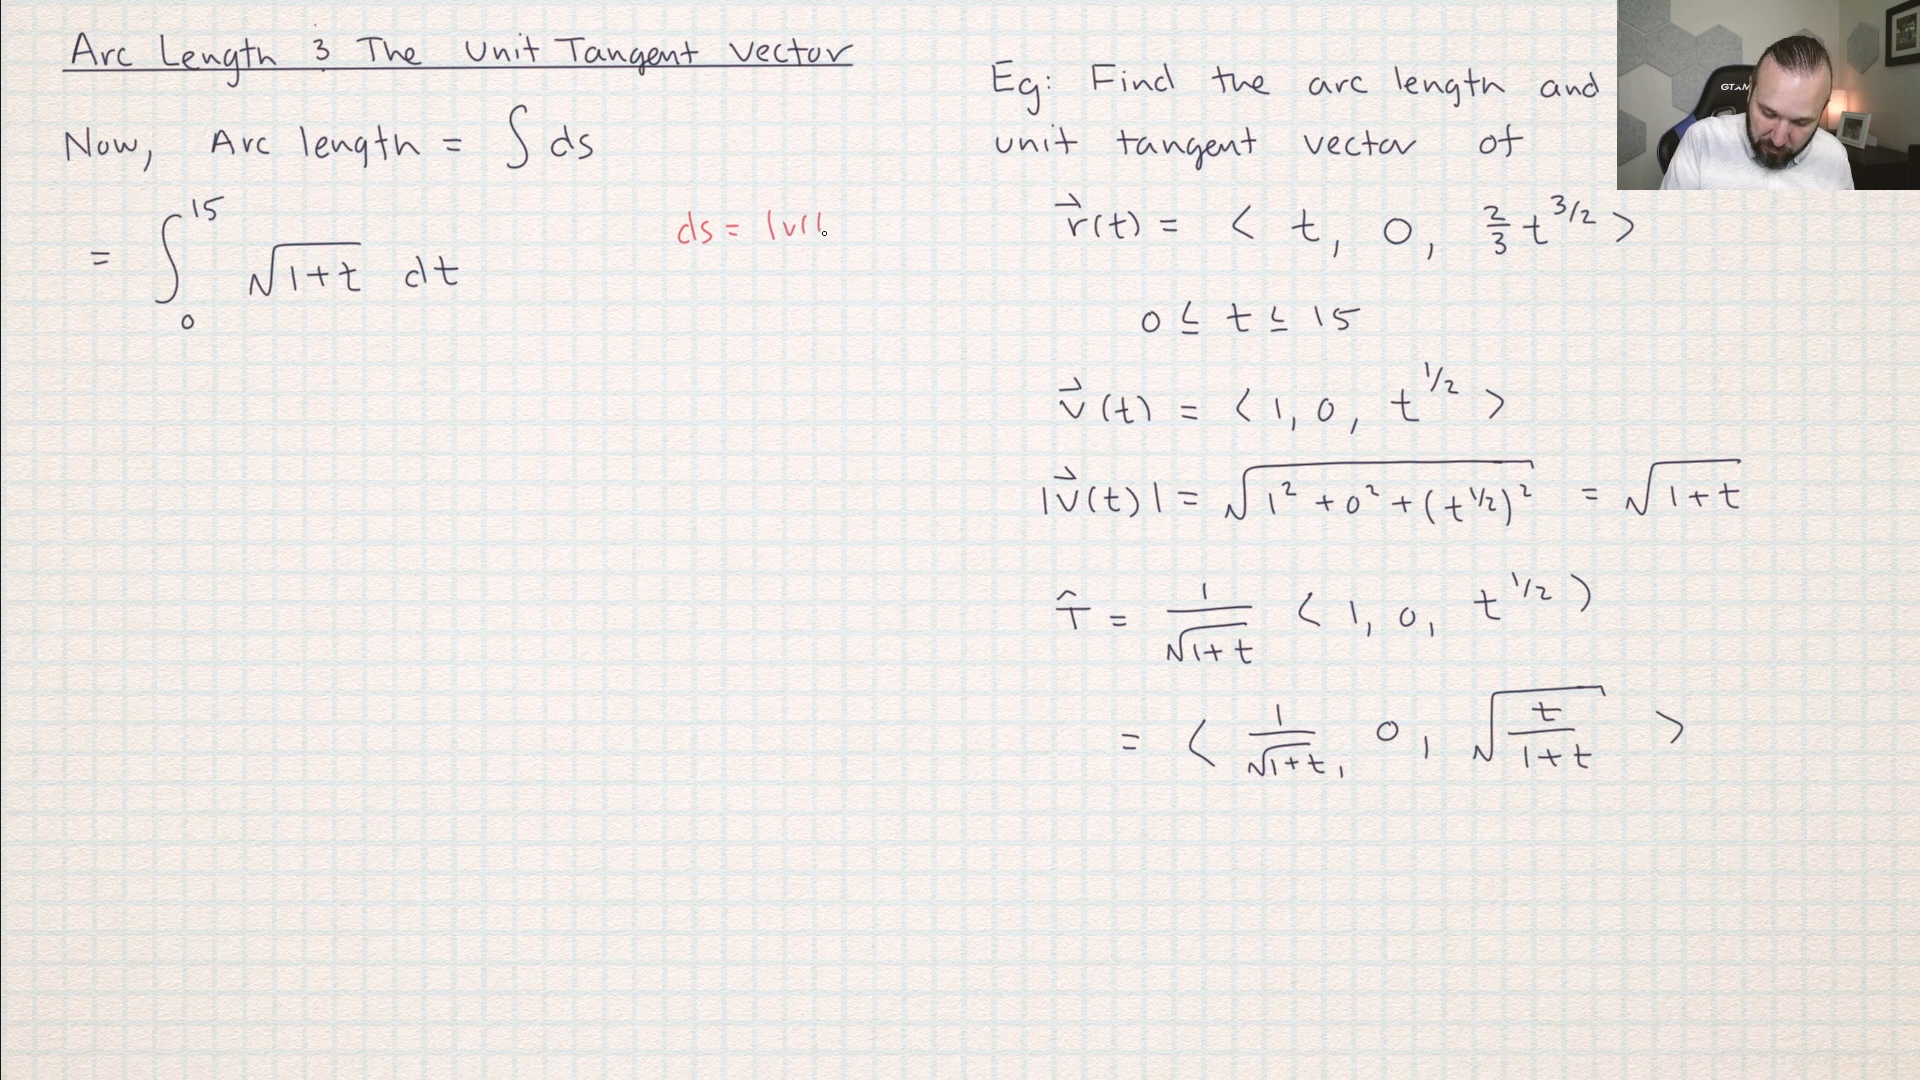 Arc Length & The Unit Tangent Vector
Now, Arc length = ∫ ds
= ∫₀¹⁵ √(1+t) dt
ds = |v(t
Eg: Find the arc length and
unit tangent vector of
r⃗(t) = < t, 0, 2/3 t^(3/2) >
0 ≤ t ≤ 15
v⃗(t) = < 1, 0, t^(1/2) >
|v⃗(t)| = √(1² + 0² + (t^(1/2))²) = √(1+t)
T̂ = 1/√(1+t) < 1, 0, t^(1/2) >
= < 1/√(1+t), 0, √(t/(1+t)) >